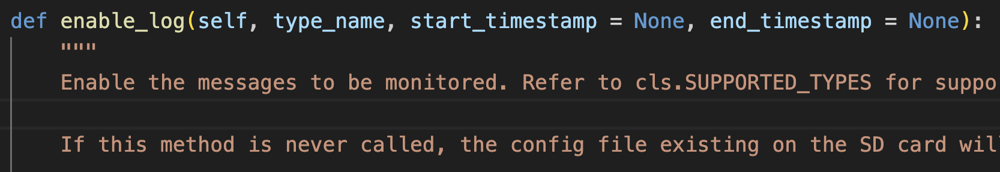 def enable_log(self, type_name, start_timestamp = None, end_timestamp = None):
"""
Enable the messages to be monitored. Refer to cls.SUPPORTED_TYPES for suppo
If this method is never called, the config file existing on the SD card wil